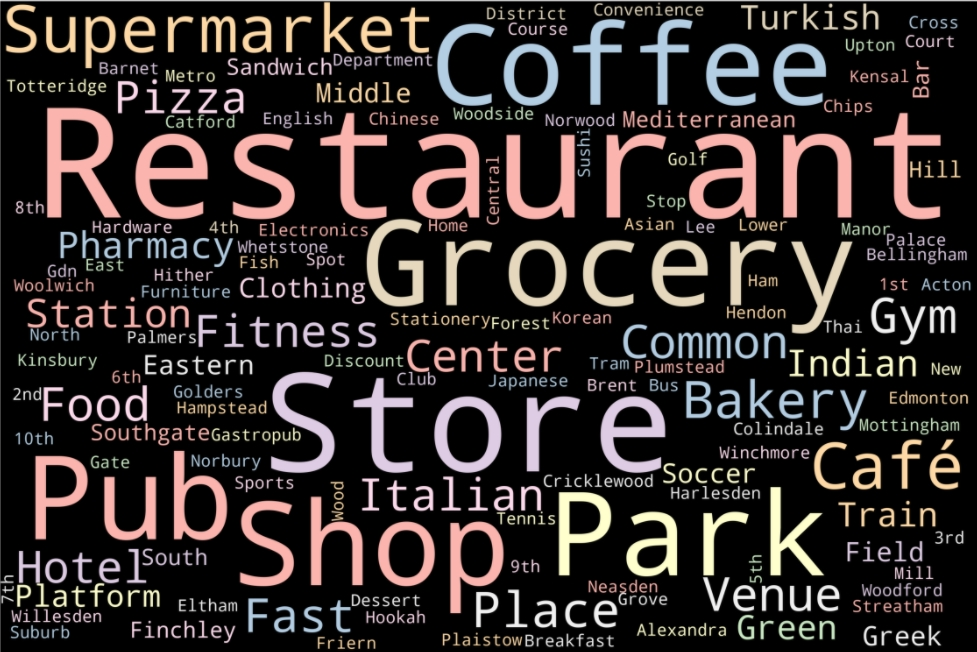 Supermarket
District
Course
Convenience
Coffee
Turkish
Cross
Court
Upton
Barnet
Metro
Sandwich
Department
Totteridge
Pizza
Middle
Kensal
Bar
Chips
Catford
English
Chinese
Woodside
Norwood
Mediterranean
Restaurant
Central
Sushi
Golf
Hill
Stop
8th
Hardware
4th
Electronics
Home
Asian
Lee
Lower
Manor
Palace
Pharmacy
Whetstone
Grocery
Bellingham
Gdn
East
Fish
Spot
Hither
Woolwich
Furniture
Clothing
Ham
1st
Acton
Station
Stationery
Forest
Korean
Hendon
Thai
Gym
North
Palmers
Fitness
Common
Kinsbury
Eastern
Discount
Center
Tram
Plumstead
Indian
New
6th
Club
Japanese
Brent
Bus
2nd
Food
Golders
Hampstead
Store
Bakery
Edmonton
10th
Southgate
Gastropub
Colindale
Mottingham
Gate
Norbury
Winchmore
Pub
Sports
Wood
Italian
Cricklewood
Soccer
Harlesden
Café
Shop
Tennis
Park
Train
3rd
Hotel
South
9th
5th
Field
Mill
7th
Platform
Neasden
Grove
Venue
Woodford
Streatham
Willesden
Eltham
Fast
Dessert
Hookah
Place
Suburb
Finchley
Friern
Plaistow
Breakfast
Alexandra
Green
Greek